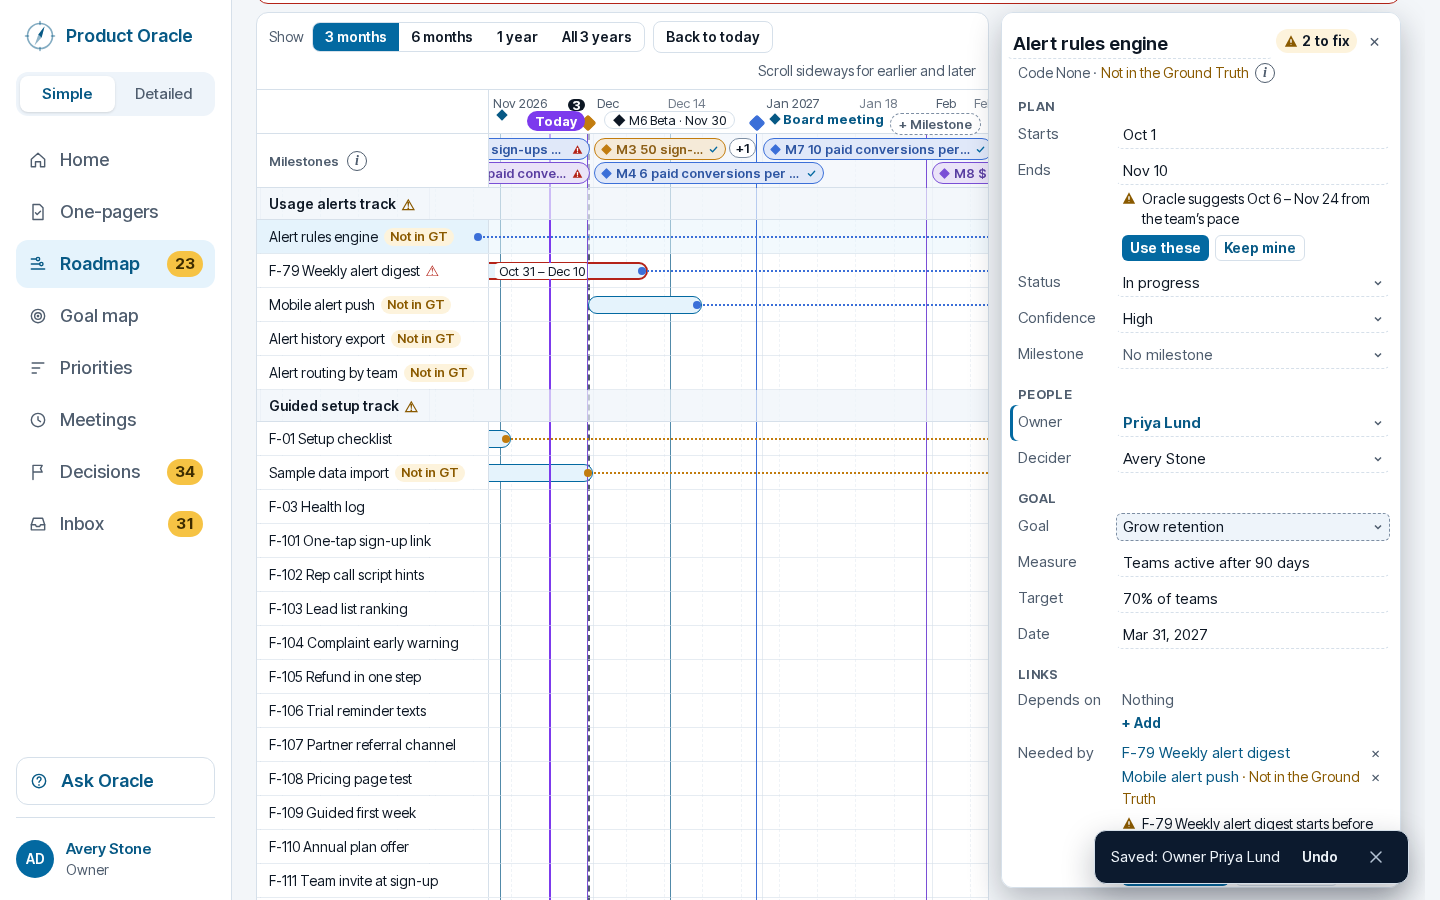 Product Oracle
Simple
Detailed
Home
One-pagers
Roadmap
23
Goal map
Priorities
Meetings
Decisions
34
Inbox
31
Ask Oracle
AD
Avery Stone
Owner
Show
3 months
6 months
1 year
All 3 years
Back to today
Scroll sideways for earlier and later
Nov 2026
3
Dec
Dec 14
Jan 2027
Jan 18
Feb
Today
M6 Beta · Nov 30
Board meeting
+ Milestone
Milestones
i
sign-ups ...
M3 50 sign-...
+1
M7 10 paid conversions per...
paid conve...
M4 6 paid conversions per ...
M8 $
Usage alerts track
Alert rules engine
Not in GT
F-79 Weekly alert digest
Oct 31 – Dec 10
Mobile alert push
Not in GT
Alert history export
Not in GT
Alert routing by team
Not in GT
Guided setup track
F-01 Setup checklist
Sample data import
Not in GT
F-03 Health log
F-101 One-tap sign-up link
F-102 Rep call script hints
F-103 Lead list ranking
F-104 Complaint early warning
F-105 Refund in one step
F-106 Trial reminder texts
F-107 Partner referral channel
F-108 Pricing page test
F-109 Guided first week
F-110 Annual plan offer
F-111 Team invite at sign-up
Alert rules engine
2 to fix
×
Code None · Not in the Ground Truth
i
PLAN
Starts
Oct 1
Ends
Nov 10
Oracle suggests Oct 6 – Nov 24 from
the team's pace
Use these
Keep mine
Status
In progress
Confidence
High
Milestone
No milestone
PEOPLE
Owner
Priya Lund
Decider
Avery Stone
GOAL
Goal
Grow retention
Measure
Teams active after 90 days
Target
70% of teams
Date
Mar 31, 2027
LINKS
Depends on
Nothing
+ Add
Needed by
F-79 Weekly alert digest
×
Mobile alert push · Not in the Ground
Truth
×
F-79 Weekly alert digest starts before
Saved: Owner Priya Lund
Undo
×